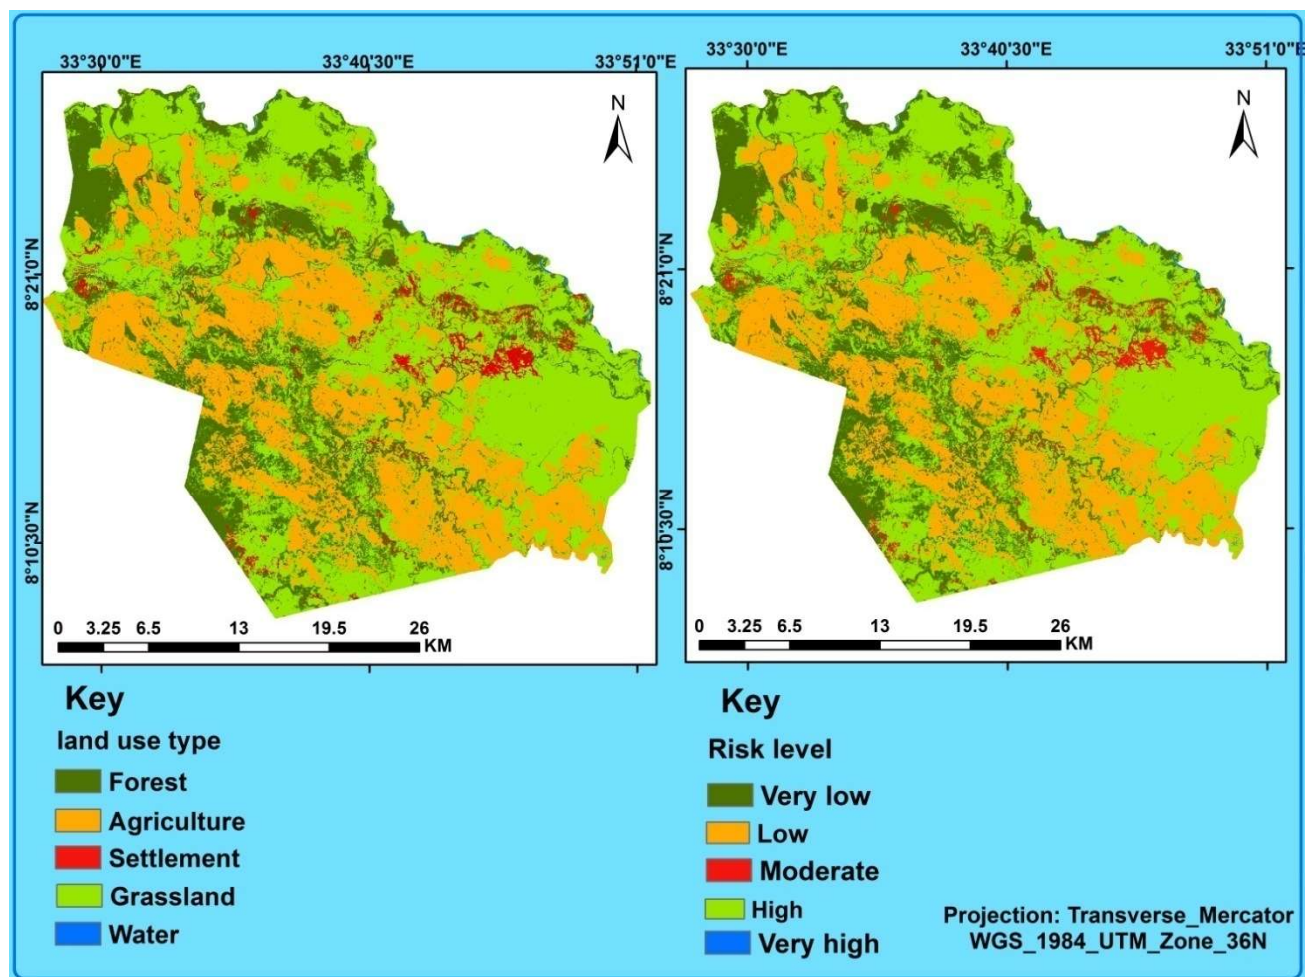 33°30'0"E 33°40'30"E 33°51'0"E
N
8°21'0"N
8°10'30"N
0 3.25 6.5 13 19.5 26
KM
Key
land use type
Forest
Agriculture
Settlement
Grassland
Water
33°30'0"E 33°40'30"E 33°51'0"E
N
8°21'0"N
8°10'30"N
0 3.25 6.5 13 19.5 26
KM
Key
Risk level
Very low
Low
Moderate
High
Very high
Projection: Transverse_Mercator
WGS_1984_UTM_Zone_36N